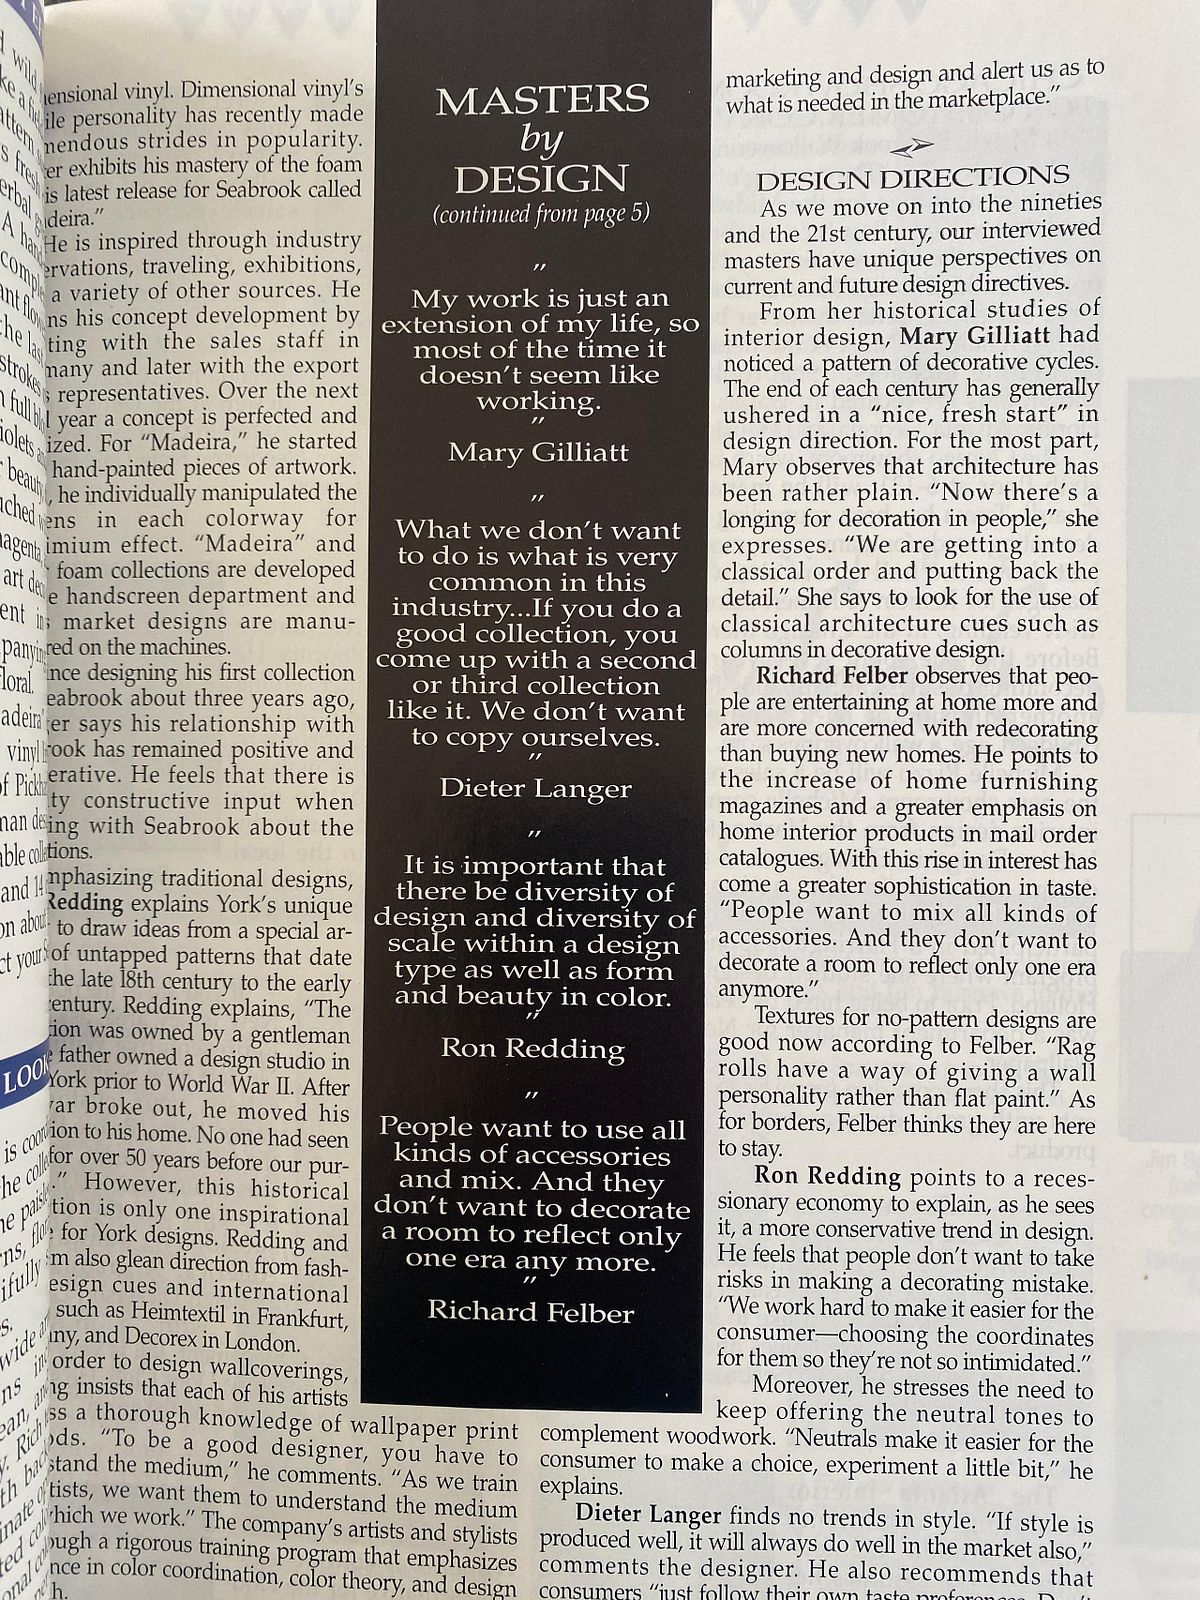 ensional vinyl. Dimensional vinyl's
personality has recently made
mendous strides in popularity.
er exhibits his mastery of the foam
is latest release for Seabrook called
deira."
He is inspired through industry
ervations, traveling, exhibitions,
a variety of other sources. He
ns his concept development by
ting with the sales staff in
many and later with the export
representatives. Over the next
year a concept is perfected and
ized. For "Madeira," he started
hand-painted pieces of artwork.
, he individually manipulated the
ens in each colorway for
imium effect. "Madeira" and
foam collections are developed
e handscreen department and
market designs are manu-
red on the machines.
nce designing his first collection
eabrook about three years ago,
er says his relationship with
rook has remained positive and
erative. He feels that there is
ty constructive input when
ing with Seabrook about the
tions.
mphasizing traditional designs,
Redding explains York's unique
to draw ideas from a special ar-
of untapped patterns that date
the late 18th century to the early
century. Redding explains, "The
tion was owned by a gentleman
e father owned a design studio in
York prior to World War II. After
war broke out, he moved his
ion to his home. No one had seen
for over 50 years before our pur-
." However, this historical
tion is only one inspirational
for York designs. Redding and
m also glean direction from fash-
esign cues and international
such as Heimtextil in Frankfurt,
any, and Decorex in London.
order to design wallcoverings,
ng insists that each of his artists
ss a thorough knowledge of wallpaper print
ods. "To be a good designer, you have to
stand the medium," he comments. "As we train
tists, we want them to understand the medium
which we work." The company's artists and stylists
ough a rigorous training program that emphasizes
nce in color coordination, color theory, and design
h.
MASTERS
by
DESIGN
(continued from page 5)
"
My work is just an
extension of my life, so
most of the time it
doesn't seem like
working.
"
Mary Gilliatt
"
What we don't want
to do is what is very
common in this
industry...If you do a
good collection, you
come up with a second
or third collection
like it. We don't want
to copy ourselves.
"
Dieter Langer
"
It is important that
there be diversity of
design and diversity of
scale within a design
type as well as form
and beauty in color.
"
Ron Redding
"
People want to use all
kinds of accessories
and mix. And they
don't want to decorate
a room to reflect only
one era any more.
"
Richard Felber
marketing and design and alert us as to
what is needed in the marketplace."
DESIGN DIRECTIONS
As we move on into the nineties
and the 21st century, our interviewed
masters have unique perspectives on
current and future design directives.
From her historical studies of
interior design, Mary Gilliatt had
noticed a pattern of decorative cycles.
The end of each century has generally
ushered in a "nice, fresh start" in
design direction. For the most part,
Mary observes that architecture has
been rather plain. "Now there's a
longing for decoration in people," she
expresses. "We are getting into a
classical order and putting back the
detail." She says to look for the use of
classical architecture cues such as
columns in decorative design.
Richard Felber observes that peo-
ple are entertaining at home more and
are more concerned with redecorating
than buying new homes. He points to
the increase of home furnishing
magazines and a greater emphasis on
home interior products in mail order
catalogues. With this rise in interest has
come a greater sophistication in taste.
"People want to mix all kinds of
accessories. And they don't want to
decorate a room to reflect only one era
anymore."
Textures for no-pattern designs are
good now according to Felber. "Rag
rolls have a way of giving a wall
personality rather than flat paint." As
for borders, Felber thinks they are here
to stay.
Ron Redding points to a reces-
sionary economy to explain, as he sees
it, a more conservative trend in design.
He feels that people don't want to take
risks in making a decorating mistake.
"We work hard to make it easier for the
consumer—choosing the coordinates
for them so they're not so intimidated."
Moreover, he stresses the need to
keep offering the neutral tones to
complement woodwork. "Neutrals make it easier for the
consumer to make a choice, experiment a little bit," he
explains.
Dieter Langer finds no trends in style. "If style is
produced well, it will always do well in the market also,"
comments the designer. He also recommends that
consumers "just follow their own taste preferences. Don't